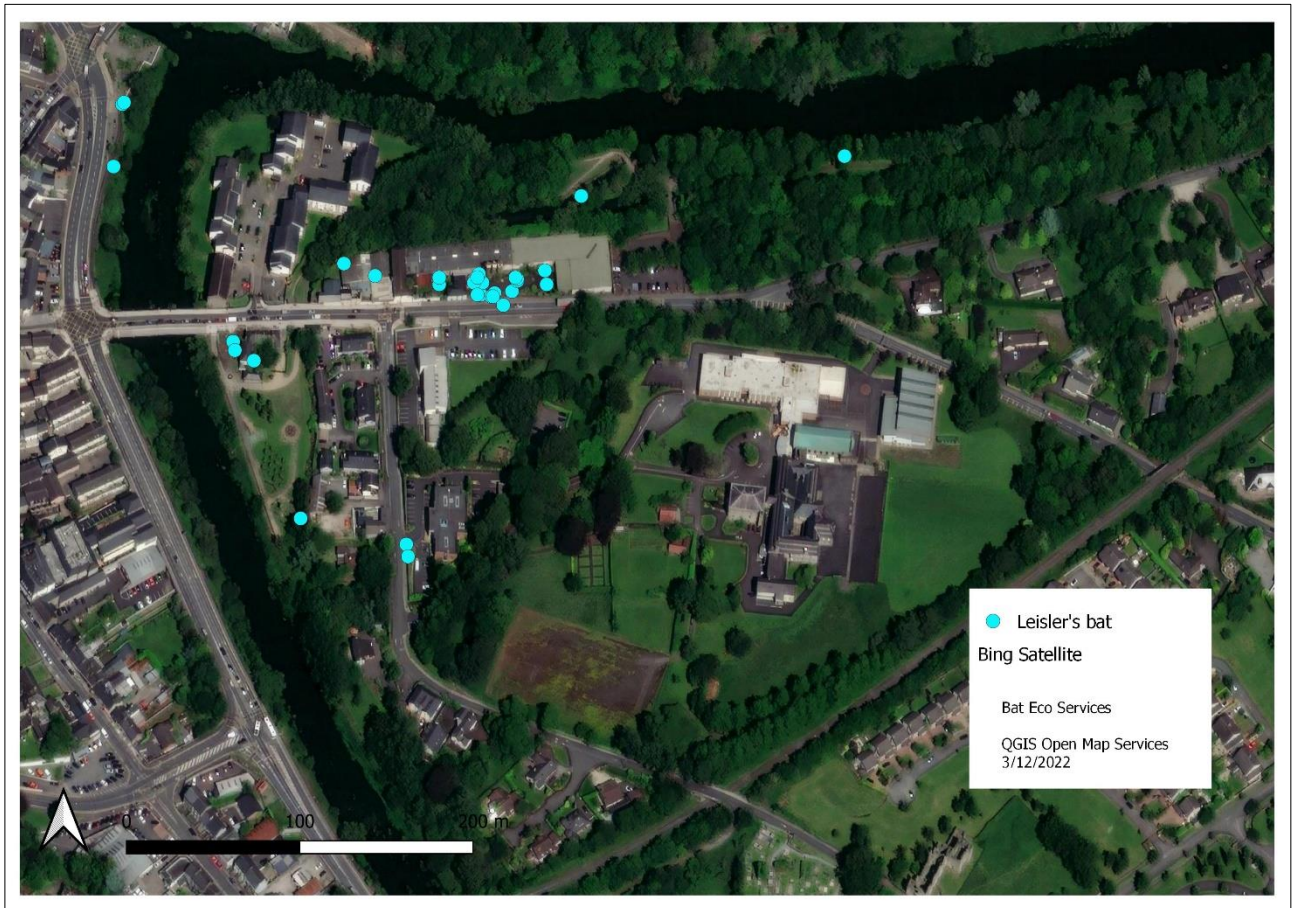 Leisler's bat
Bing Satellite
Bat Eco Services
QGIS Open Map Services
3/12/2022
0 100 200 m